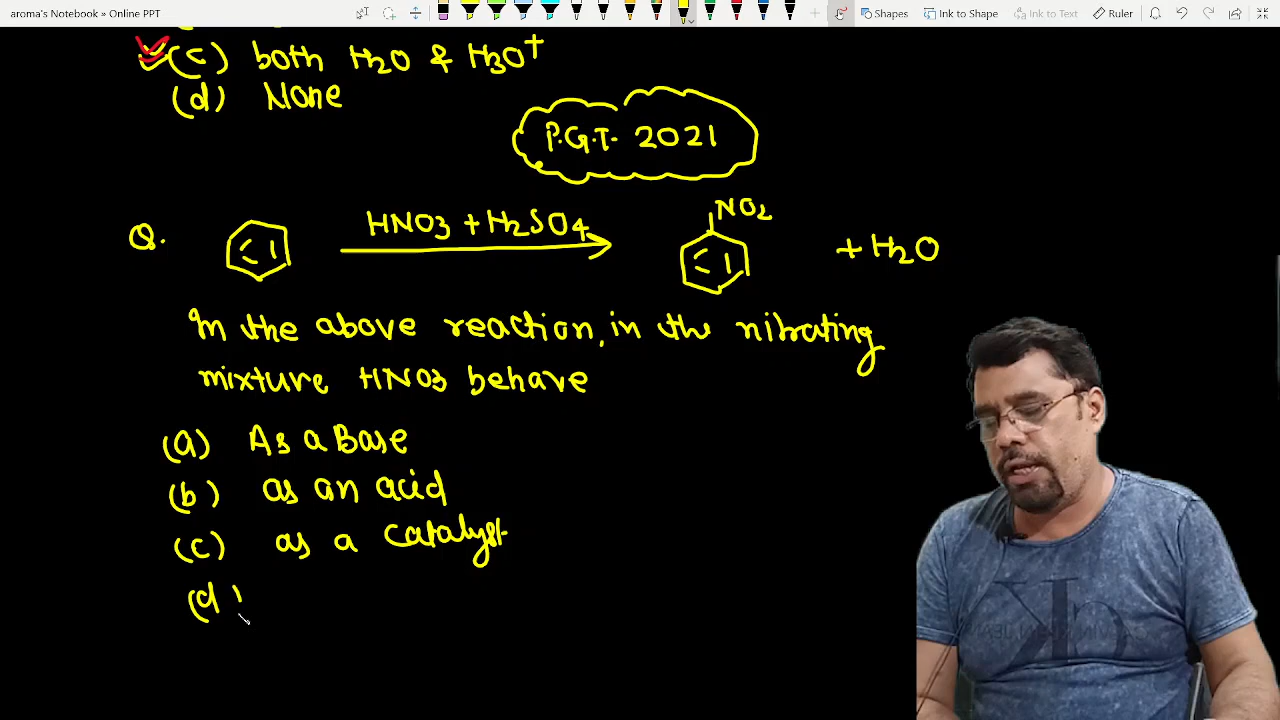 aroma's Notebook » Online PPT
Shapes
Ink to Shape
Ink to Text
Ruler
(c) both H2O & H3O+
(d) None
P.G.T. 2021
Q.
HNO3 + H2SO4
NO2
+ H2O
In the above reaction, in the nitrating
mixture HNO3 behave
(a) As a Base
(b) as an acid
(c) as a catalyst
(d)